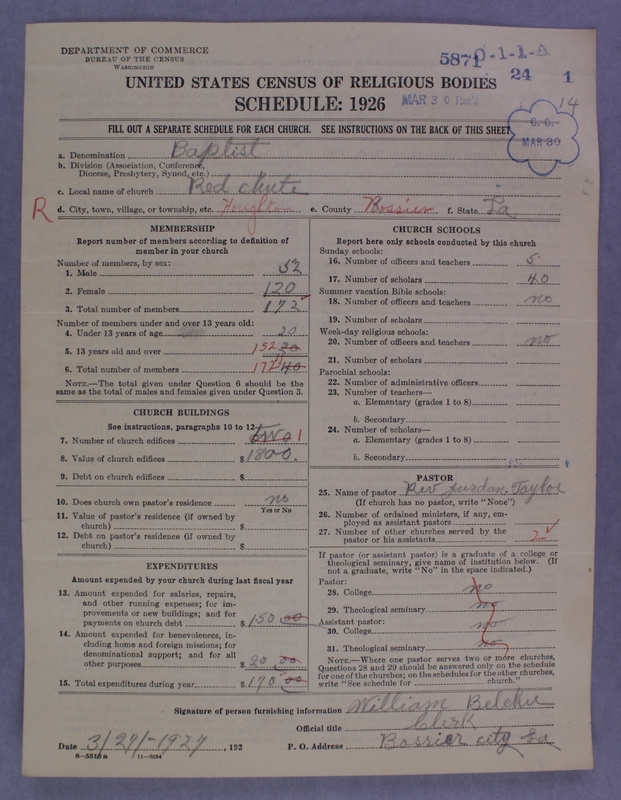 DEPARTMENT OF COMMERCE
BUREAU OF THE CENSUS
WASHINGTON
5871 0-1-1-A
24 1
UNITED STATES CENSUS OF RELIGIOUS BODIES
SCHEDULE: 1926
MAR 30 Rec'd
14
FILL OUT A SEPARATE SCHEDULE FOR EACH CHURCH. SEE INSTRUCTIONS ON THE BACK OF THIS SHEET
C. C.
MAR 30
a. Denomination Baptist
b. Division (Association, Conference, Diocese, Presbytery, Synod, etc.)
c. Local name of church Red chute
R d. City, town, village, or township, etc. Houghton e. County Bossier f. State La
MEMBERSHIP
Report number of members according to definition of member in your church
Number of members, by sex:
1. Male 52
2. Female 120
3. Total number of members 172
Number of members under and over 13 years old:
4. Under 13 years of age 20
5. 13 years old and over 152 20
6. Total number of members 172 40
NOTE.—The total given under Question 6 should be the same as the total of males and females given under Question 3.
CHURCH BUILDINGS
See instructions, paragraphs 10 to 12
7. Number of church edifices two 1
8. Value of church edifices $ 1800.
9. Debt on church edifices $
10. Does church own pastor's residence no
Yes or No
11. Value of pastor's residence (if owned by church) $
12. Debt on pastor's residence (if owned by church) $
EXPENDITURES
Amount expended by your church during last fiscal year
13. Amount expended for salaries, repairs, and other running expenses; for improvements or new buildings; and for payments on church debt $ 150 00
14. Amount expended for benevolences, including home and foreign missions; for denominational support; and for all other purposes $ 20 00
15. Total expenditures during year $ 170 00
CHURCH SCHOOLS
Report here only schools conducted by this church
Sunday schools:
16. Number of officers and teachers 5
17. Number of scholars 40
Summer vacation Bible schools:
18. Number of officers and teachers no
19. Number of scholars
Week-day religious schools:
20. Number of officers and teachers no
21. Number of scholars
Parochial schools:
22. Number of administrative officers
23. Number of teachers—
a. Elementary (grades 1 to 8)
b. Secondary
24. Number of scholars—
a. Elementary (grades 1 to 8)
b. Secondary
PASTOR
25. Name of pastor Rev Jurdan Taylor
(If church has no pastor, write "None")
26. Number of ordained ministers, if any, employed as assistant pastors
27. Number of other churches served by the pastor or his assistants 2
If pastor (or assistant pastor) is a graduate of a college or theological seminary, give name of institution below. (If not a graduate, write "No" in the space indicated.)
Pastor:
28. College no
29. Theological seminary no
Assistant pastor:
30. College no
31. Theological seminary no
NOTE.—Where one pastor serves two or more churches, Questions 28 and 29 should be answered only on the schedule for one of the churches; on the schedules for the other churches, write "See schedule for church."
Signature of person furnishing information William Belchu
Official title Clerk
Date 3/27/-1927, 192 P. O. Address Bossier city La
8—5518a 11—9054